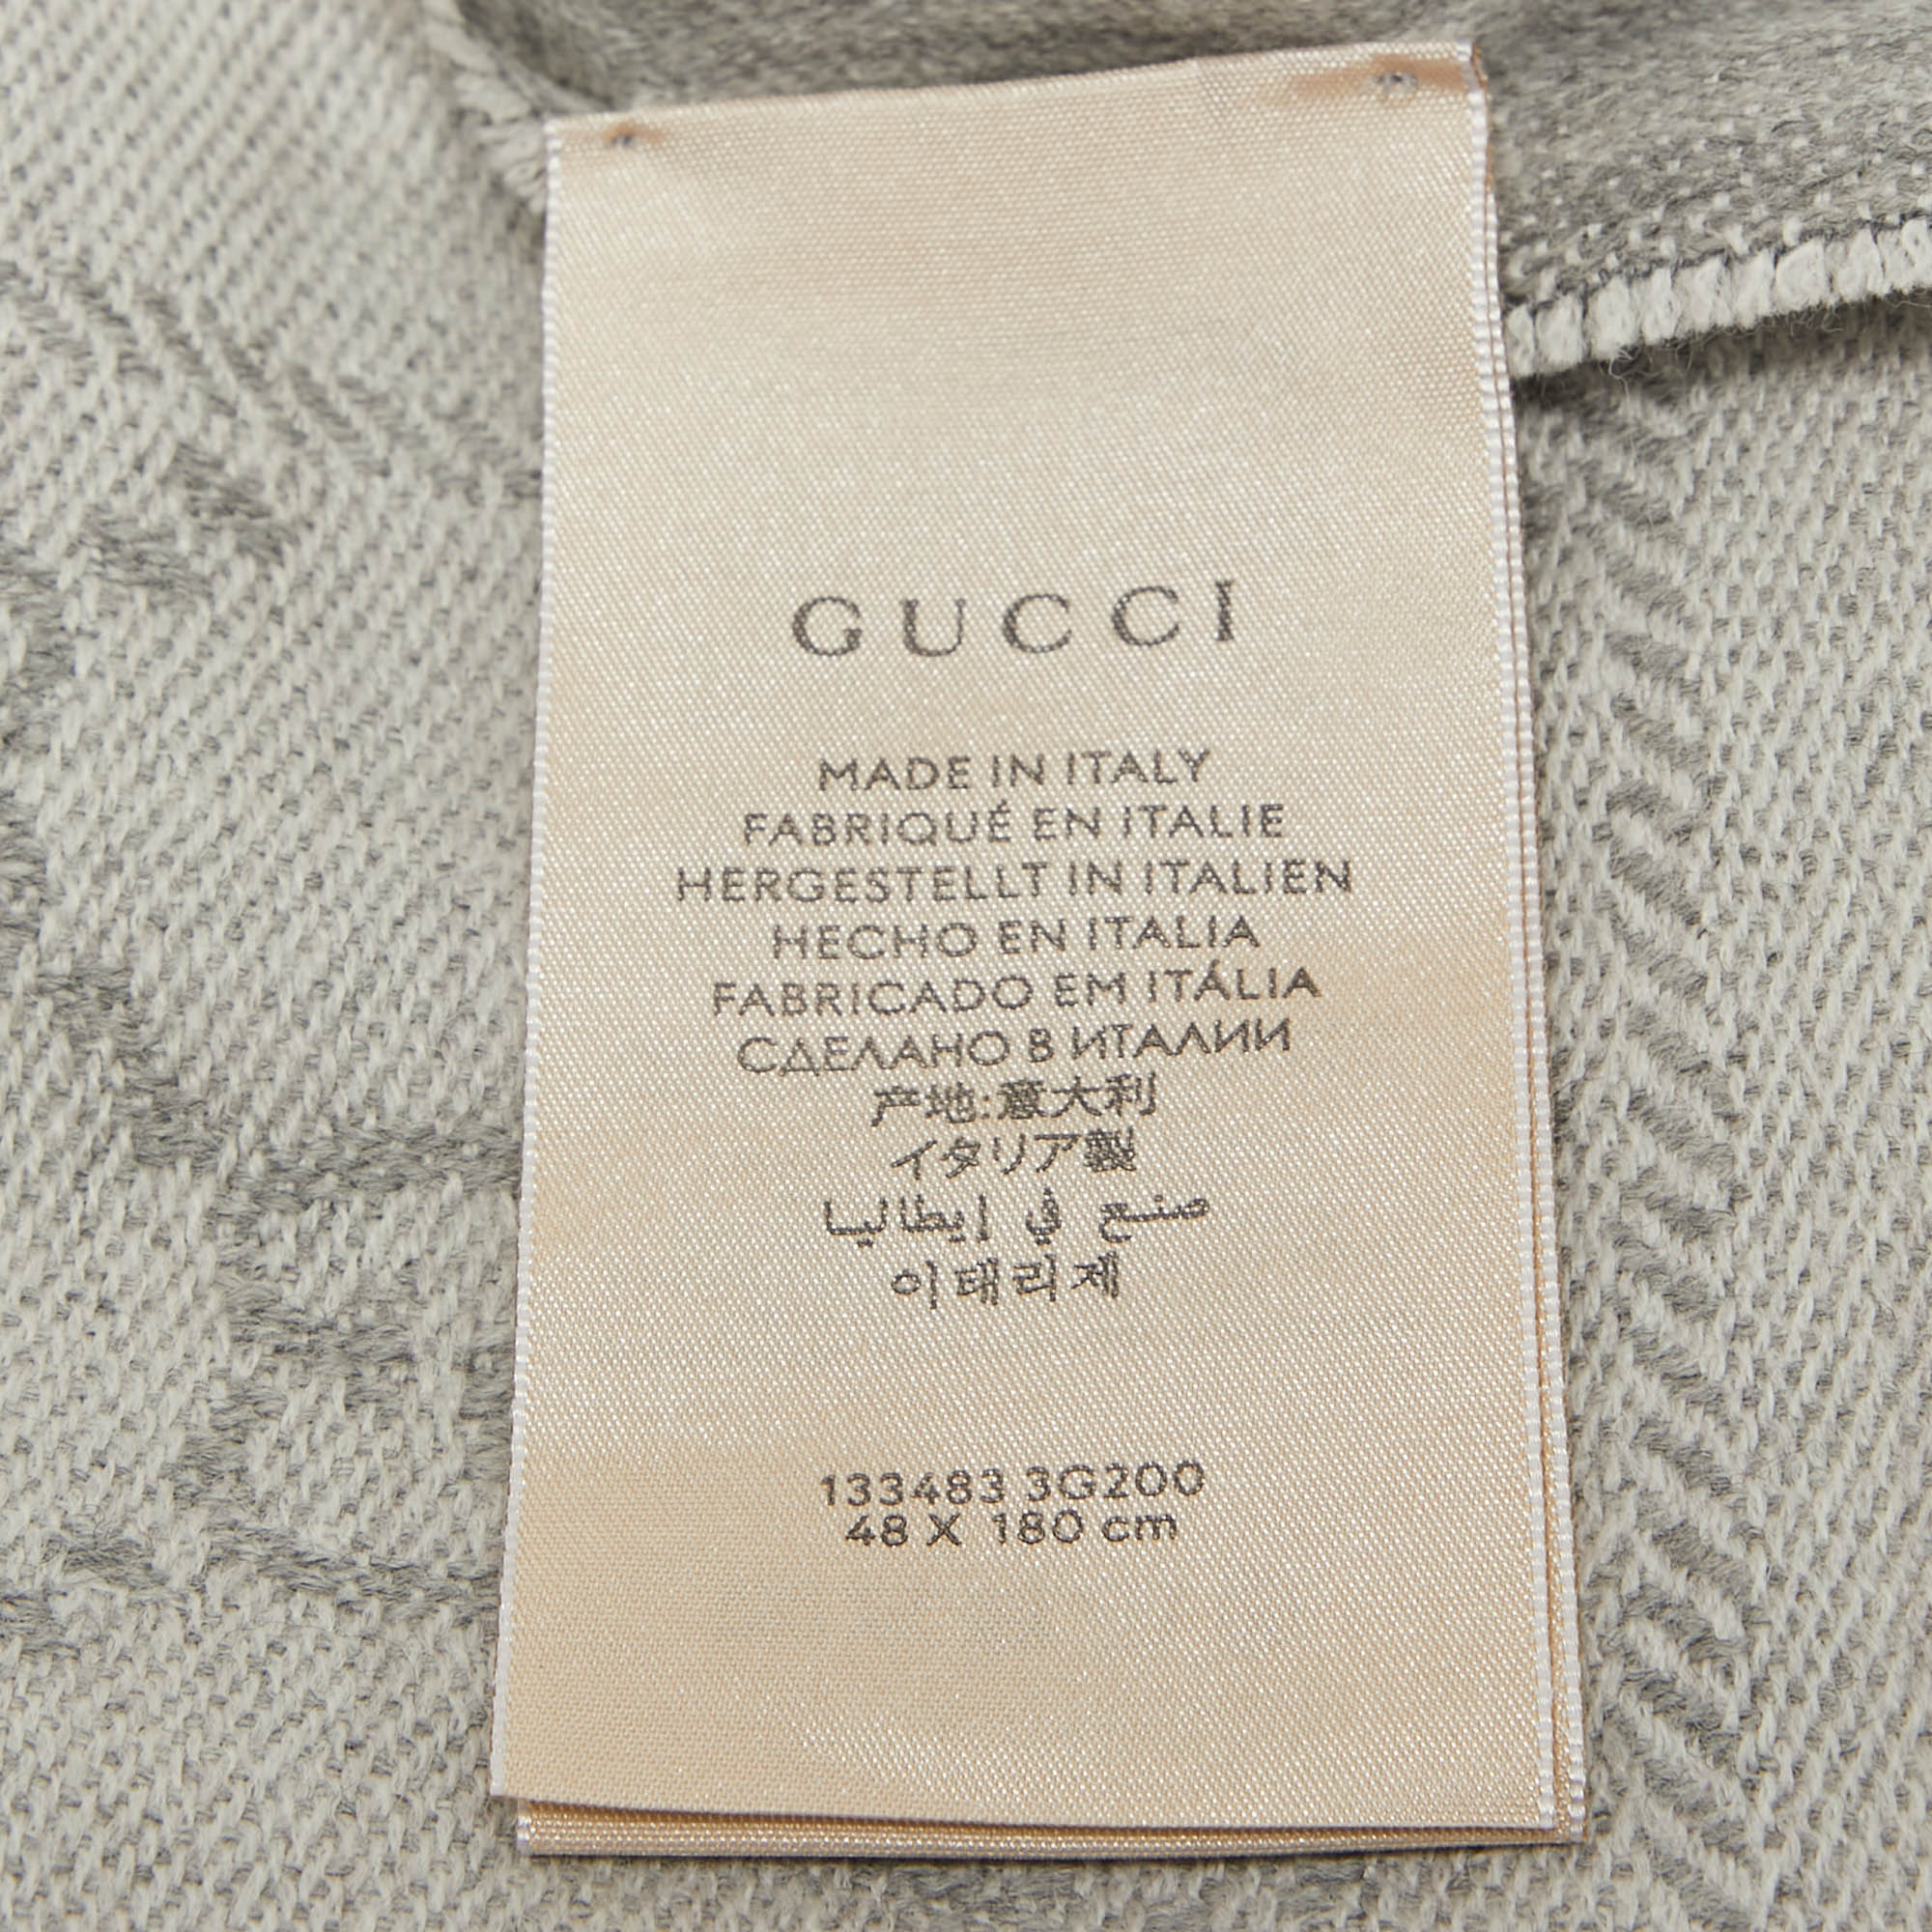 GUCCI
MADE IN ITALY
FABRIQUÉ EN ITALIE
HERGESTELLT IN ITALIEN
HECHO EN ITALIA
FABRICADO EM ITÁLIA
СДЕЛАНО В ИТАЛИИ
产地:意大利
イタリア製
صنع في إيطاليا
이태리제
133483 3G200
48 X 180 cm